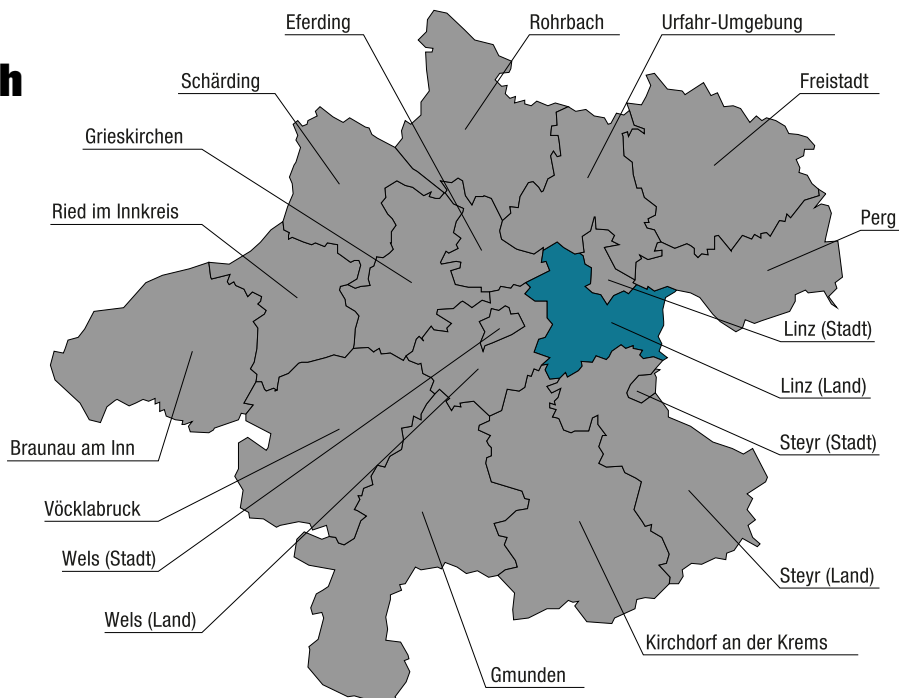 h
Eferding
Rohrbach
Urfahr-Umgebung
Schärding
Freistadt
Grieskirchen
Ried im Innkreis
Perg
Linz (Stadt)
Linz (Land)
Steyr (Stadt)
Braunau am Inn
Vöcklabruck
Wels (Stadt)
Steyr (Land)
Wels (Land)
Kirchdorf an der Krems
Gmunden